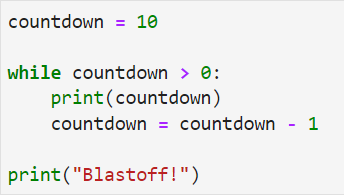 countdown = 10
while countdown > 0:
    print(countdown)
    countdown = countdown - 1
print("Blastoff!")